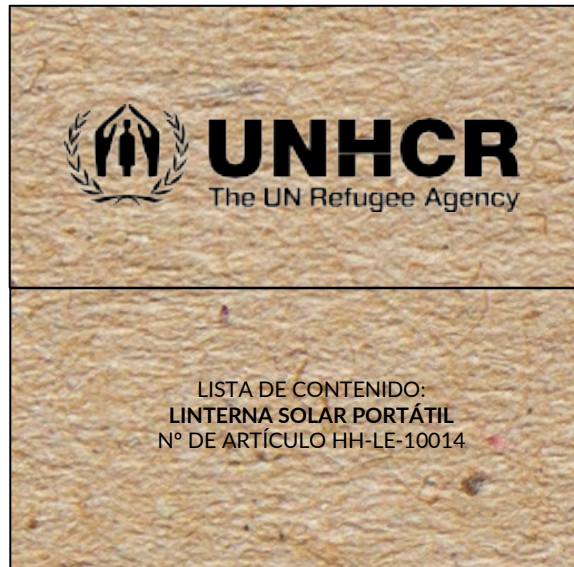 UNHCR
The UN Refugee Agency
LISTA DE CONTENIDO:
LINTERNA SOLAR PORTÁTIL
Nº DE ARTÍCULO HH-LE-10014